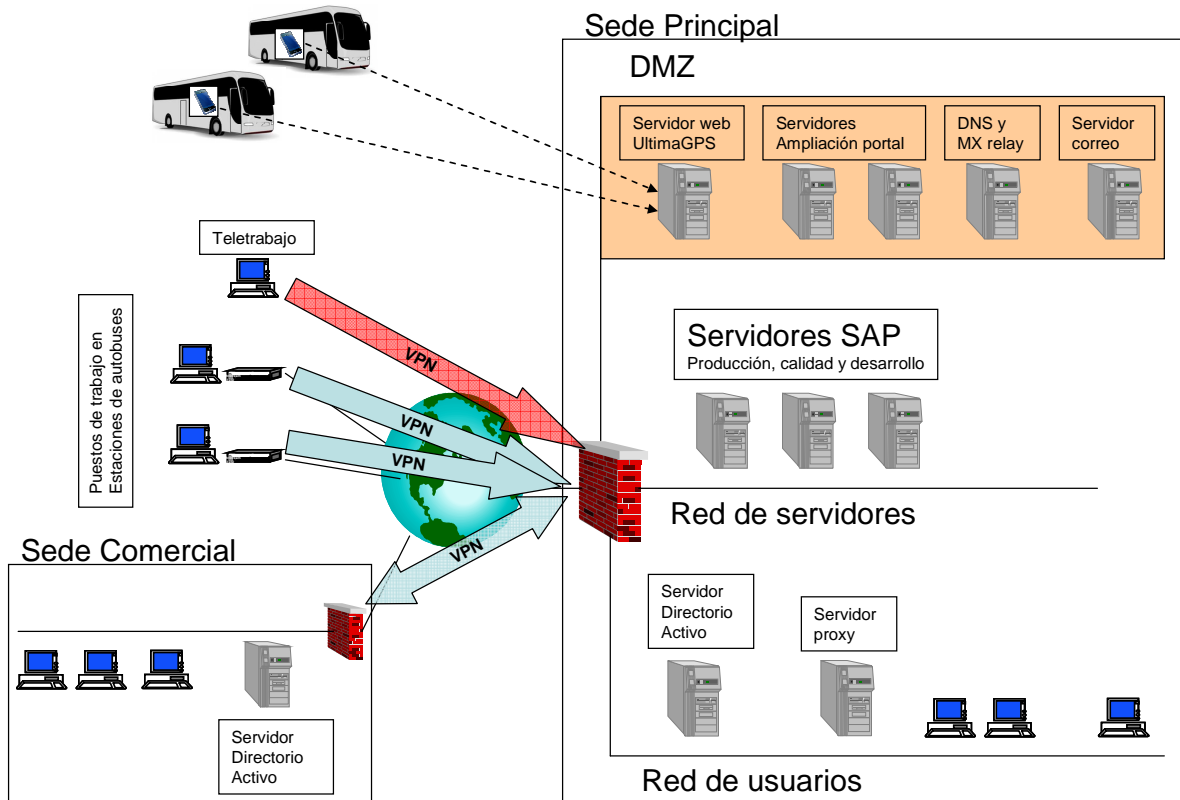 Sede Principal
DMZ
Servidor web
UltimaGPS
Servidores
Ampliación portal
DNS y
MX relay
Servidor
correo
Teletrabajo
Puestos de trabajo en
Estaciones de autobuses
VPN
VPN
VPN
VPN
Servidores SAP
Producción, calidad y desarrollo
Red de servidores
Sede Comercial
Servidor
Directorio
Activo
Servidor
proxy
Servidor
Directorio
Activo
Red de usuarios